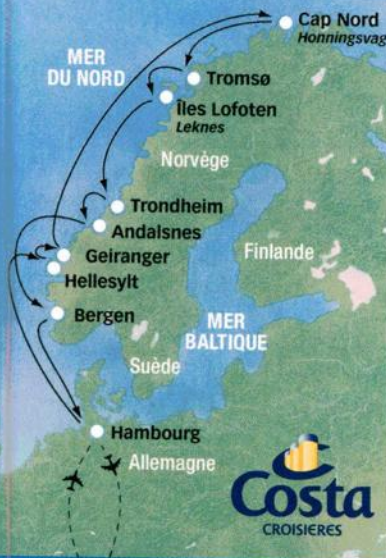 Cap Nord
Honningsvag
MER
DU NORD
Tromsø
Îles Lofoten
Leknes
Norvège
Trondheim
Andalsnes
Geiranger
Finlande
Hellesylt
Bergen
MER
BALTIQUE
Suède
Hambourg
Allemagne
Costa
CROISIERES